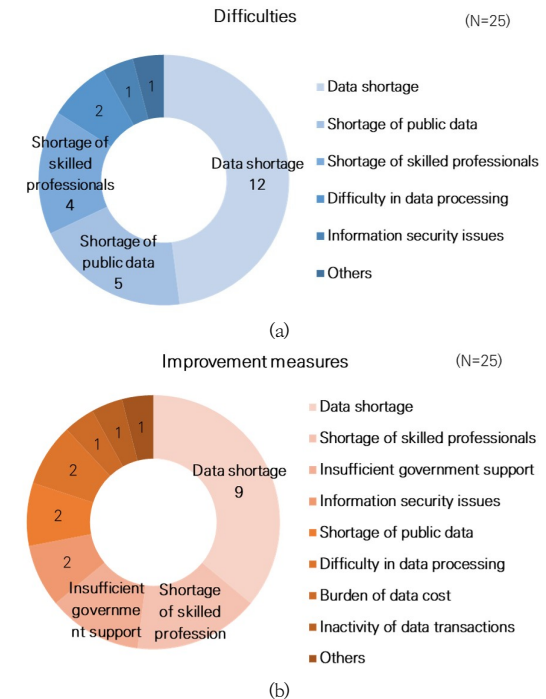 Difficulties
(N=25)
1
1
2
Shortage of
skilled
professionals
4
Data shortage
12
Shortage of
public data
5
Data shortage
Shortage of public data
Shortage of skilled professionals
Difficulty in data processing
Information security issues
Others
(a)
Improvement measures
(N=25)
1
1
1
2
2
2
Data shortage
9
Insufficient
governme
nt support
Shortage
of skilled
profession
Data shortage
Shortage of skilled professionals
Insufficient government support
Information security issues
Shortage of public data
Difficulty in data processing
Burden of data cost
Inactivity of data transactions
Others
(b)